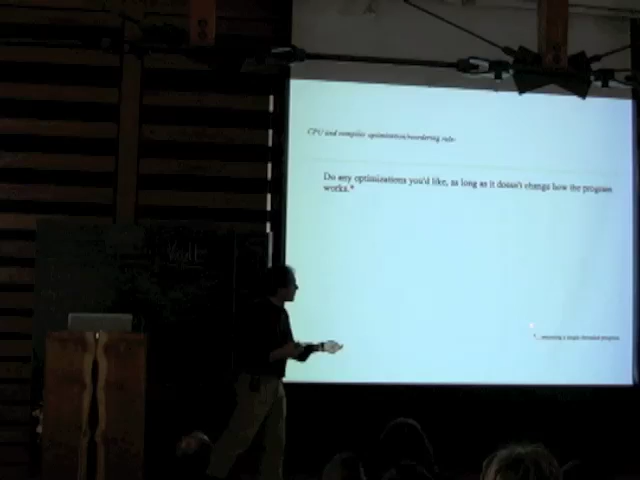 CPU and compiler optimization/reordering rule:
Do any optimizations you'd like, as long as it doesn't change how the program
works.*
*... assuming a single threaded program